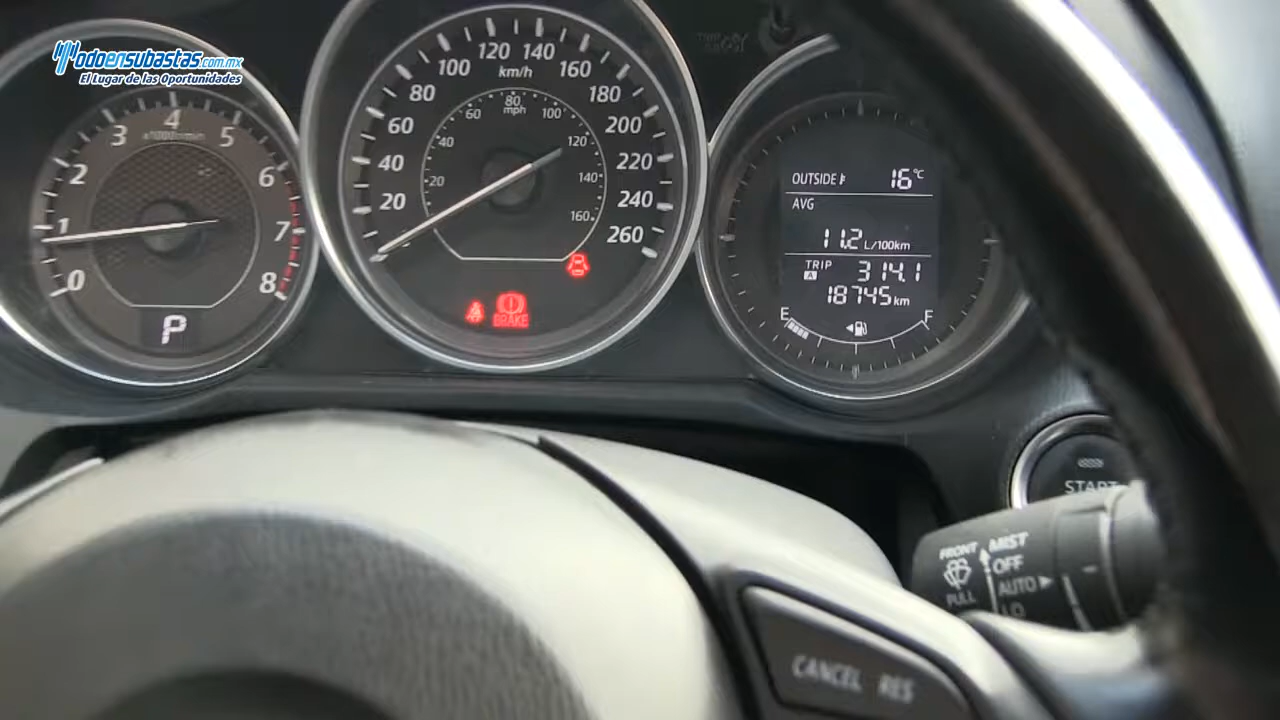 Todoensubastas.com.mx
El Lugar de las Oportunidades
0
1
2
3
4
5
6
7
8
x1000r/min
P
20
40
60
80
100
120
140
160
180
200
220
240
260
km/h
20
40
60
80
100
120
140
160
mph
BRAKE
OUTSIDE 16°C
AVG
11.2 L/100km
TRIP A 314.1
18745 km
E F
START
FRONT
PULL
MIST
OFF
AUTO
LO
CANCEL RES